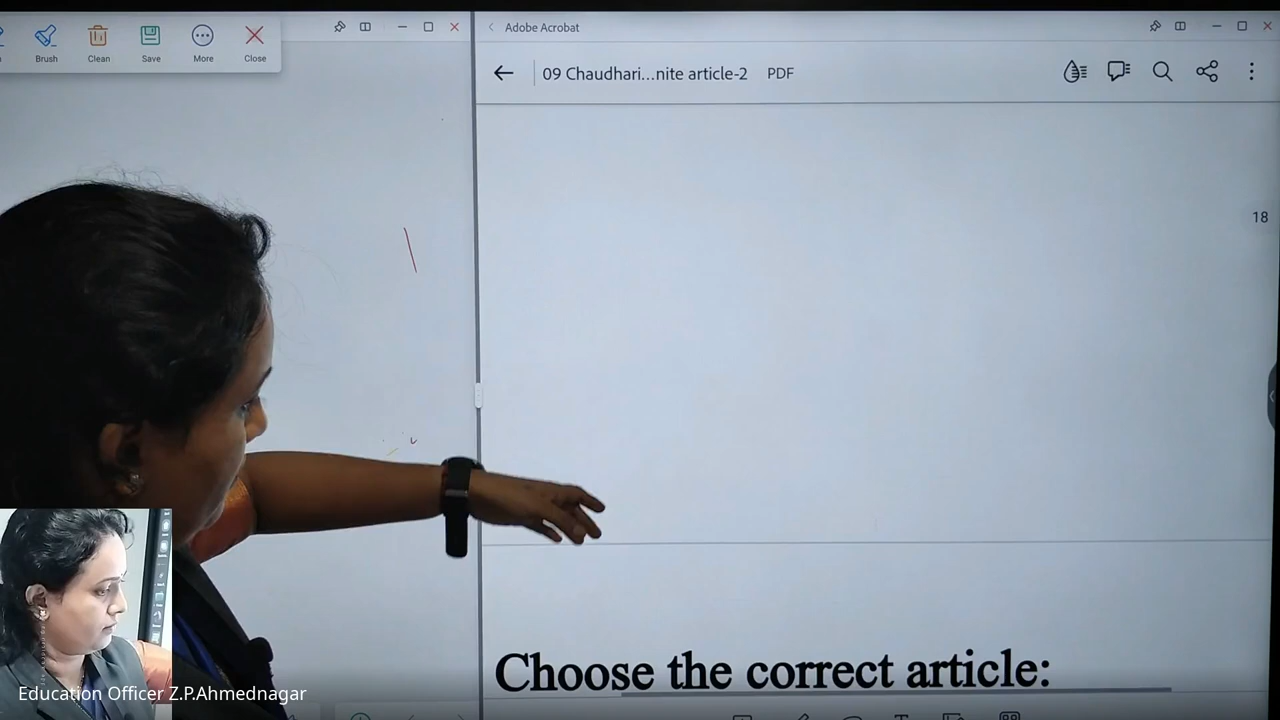 Adobe Acrobat
Brush
Clean
Save
More
Close
09 Chaudhari...nite article-2
PDF
18
Choose the correct article:
Education Officer Z.P.Ahmednagar